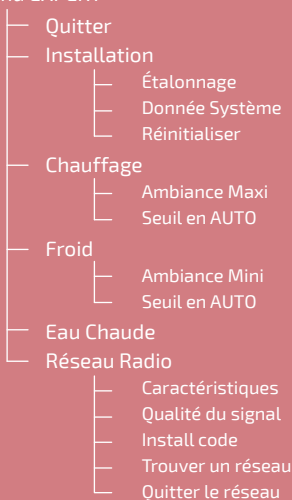 Quitter
Installation
Étalonnage
Donnée Système
Réinitialiser
Chauffage
Ambiance Maxi
Seuil en AUTO
Froid
Ambiance Mini
Seuil en AUTO
Eau Chaude
Réseau Radio
Caractéristiques
Qualité du signal
Install code
Trouver un réseau
Quitter le réseau